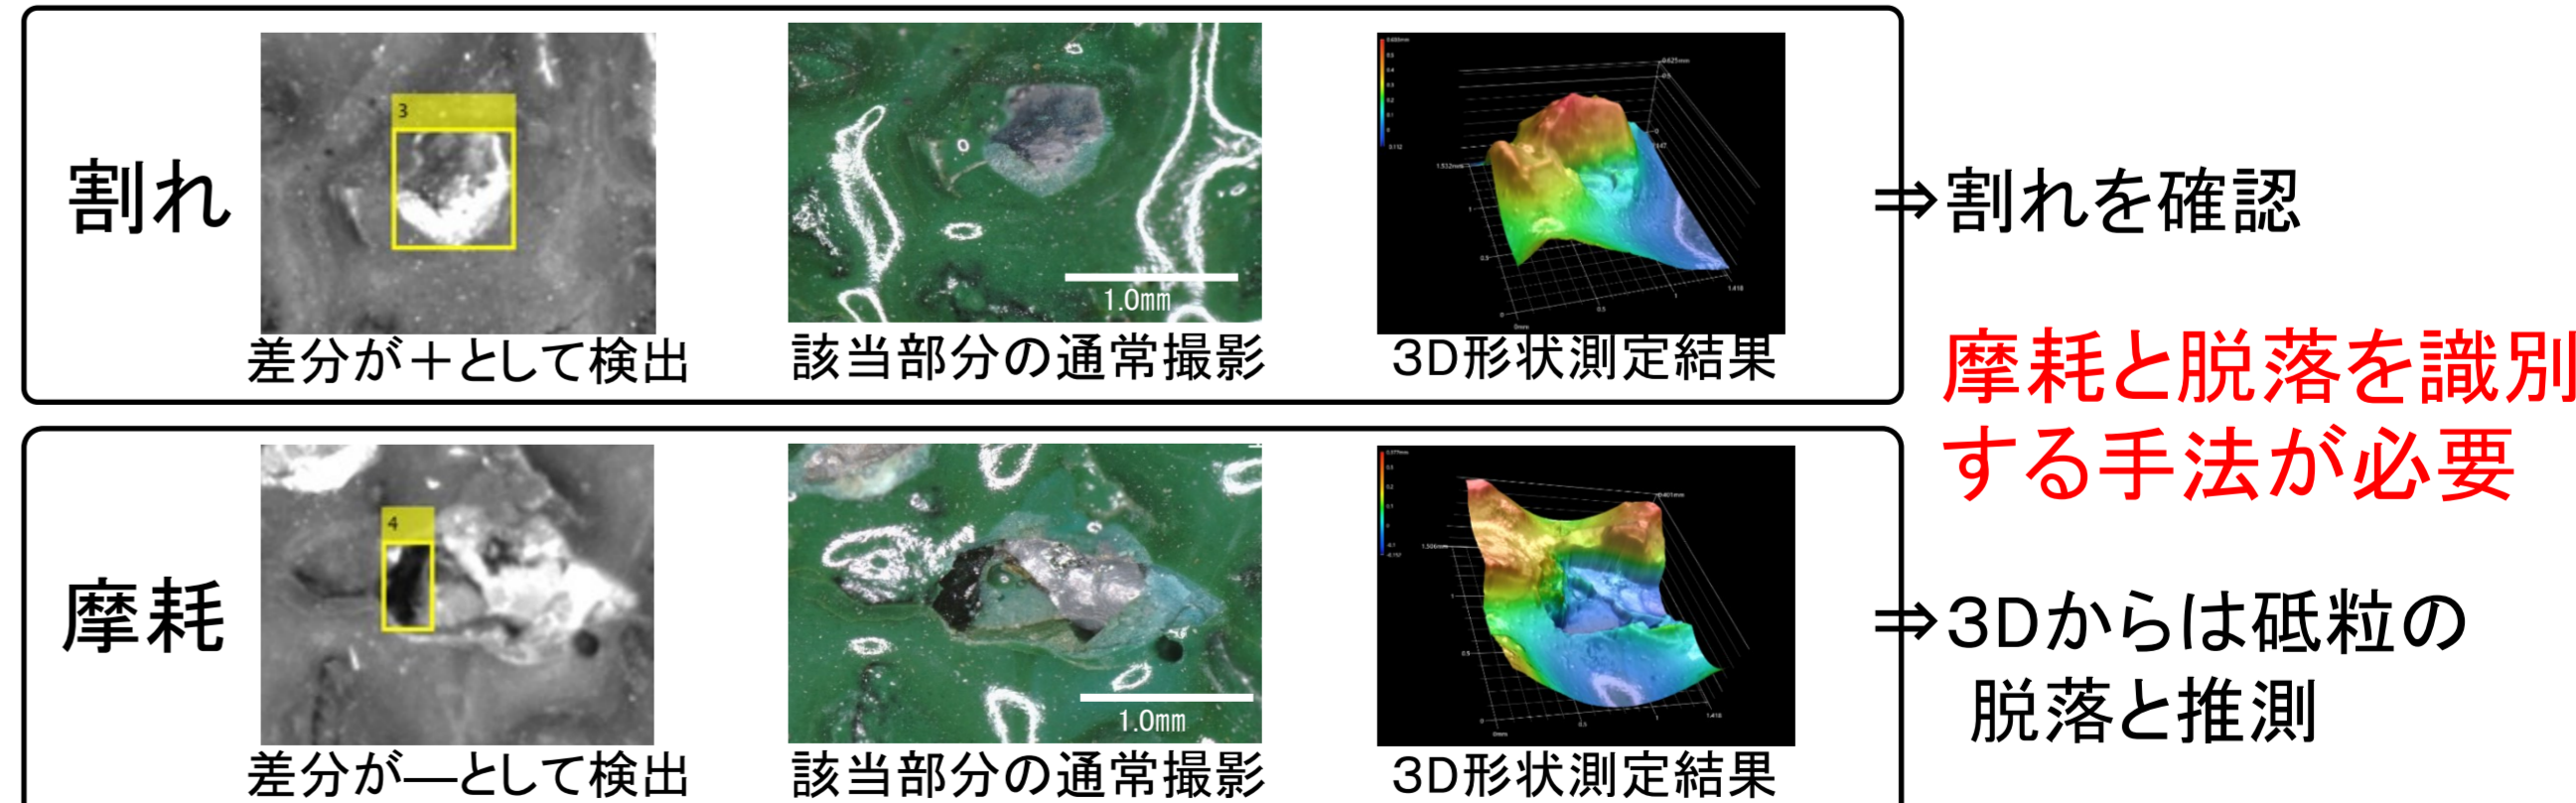 割れ
3
差分が＋として検出
1.0mm
該当部分の通常撮影
3D形状測定結果
⇒割れを確認
摩耗と脱落を識別
する手法が必要
摩耗
4
差分が―として検出
1.0mm
該当部分の通常撮影
3D形状測定結果
⇒3Dからは砥粒の
脱落と推測